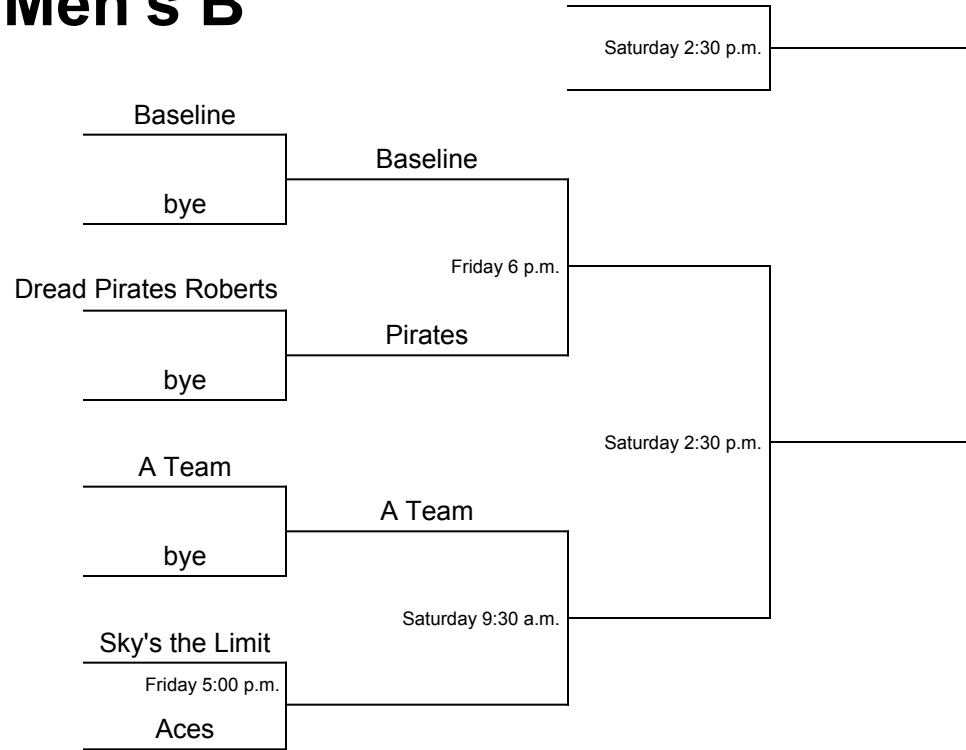 Men's B
Saturday 2:30 p.m.
Baseline
Baseline
bye
Friday 6 p.m.
Dread Pirates Roberts
Pirates
bye
Saturday 2:30 p.m.
A Team
A Team
bye
Saturday 9:30 a.m.
Sky's the Limit
Friday 5:00 p.m.
Aces